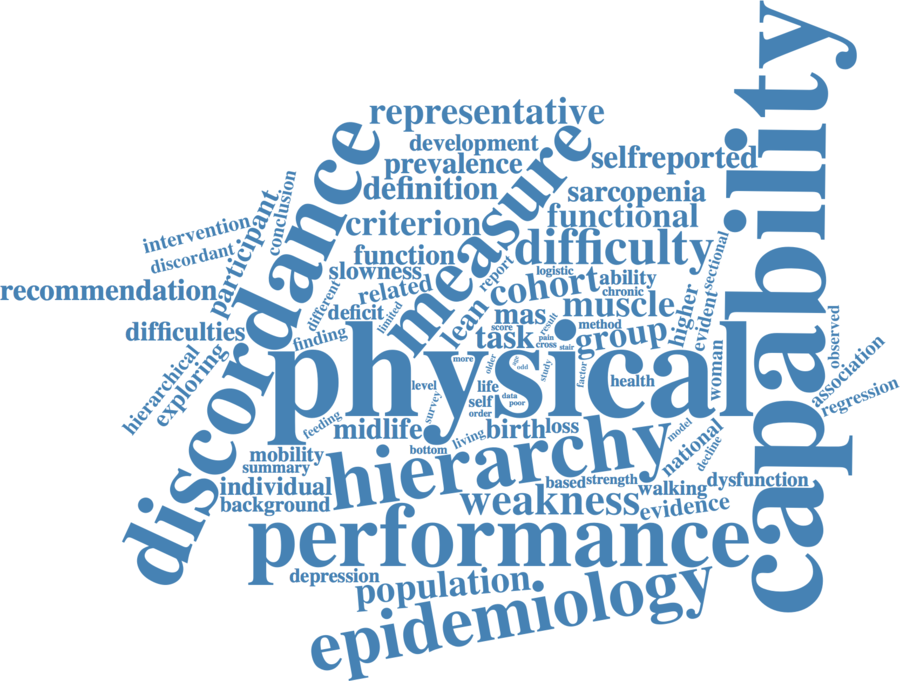 capability
representative
discordance
development
measure
prevalence
selfreported
definition
sarcopenia
conclusion
participant
criterion
functional
intervention
discordant
function
difficulty
sectional
slowness
report
logistic
ability
recommendation
related
cohort
chronic
different
deficit
limited
lean
mas
muscle
higher
evident
difficulties
finding
score
result
method
task
pain
group
cross
stair
woman
observed
hierarchical
exploring
physical
more
older
age
odd
study
factor
health
association
level
life
survey
self
data
poor
order
regression
feeding
midlife
living
birth
loss
model
national
decline
mobility
bottom
hierarchy
summary
individual
based
strength
walking
dysfunction
background
weakness
evidence
performance
depression
population
epidemiology